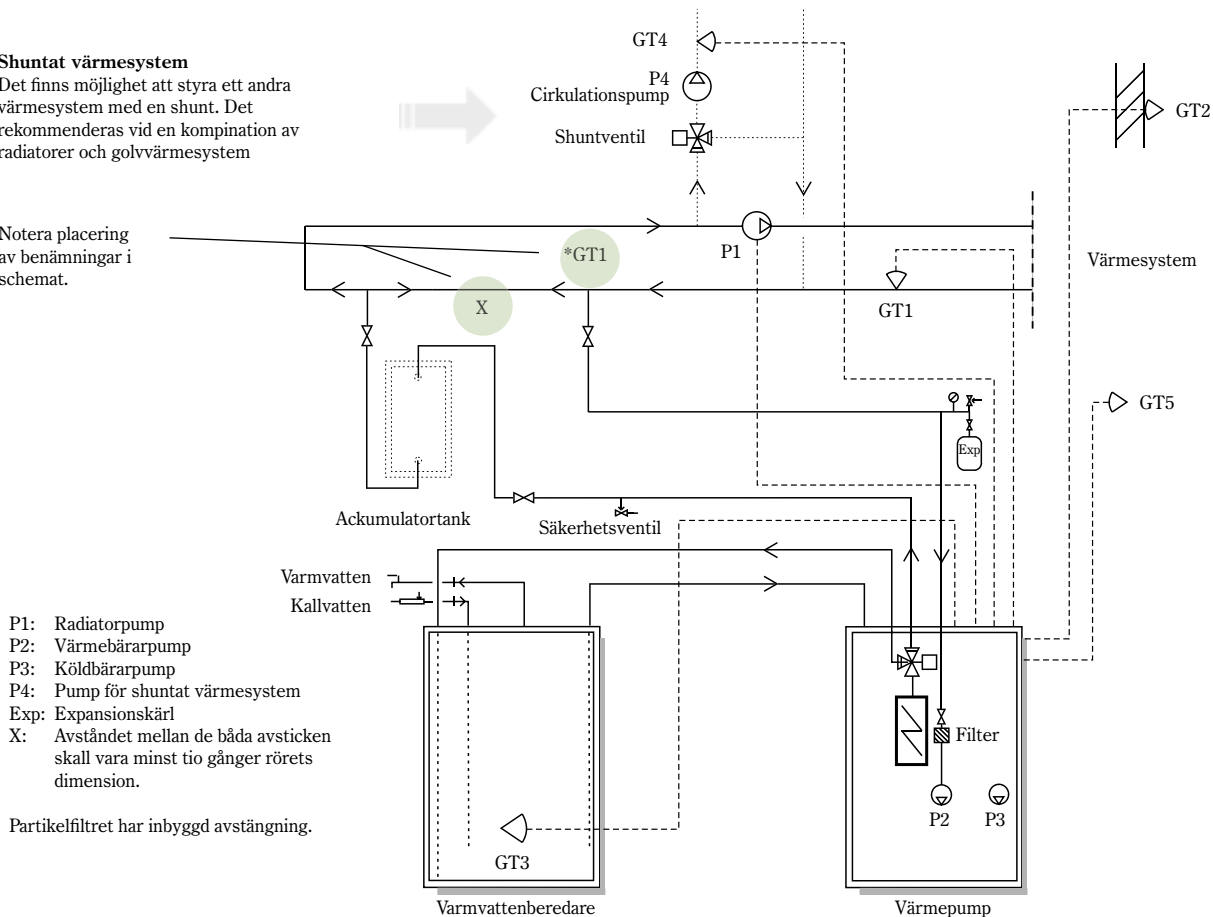 Shuntat värmesystem
Det finns möjlighet att styra ett andra
värmesystem med en shunt. Det
rekommenderas vid en kompination av
radiatorer och golvvärmesystem
GT4
P4
Cirkulationspump
Shuntventil
GT2
Notera placering
av benämningar i
schemat.
*GT1
P1
Värmesystem
X
GT1
GT5
Exp
Ackumulatortank
Säkerhetsventil
Varmvatten
Kallvatten
P1: Radiatorpump
P2: Värmebärarpump
P3: Köldbärarpump
P4: Pump för shuntat värmesystem
Exp: Expansionskärl
X: Avståndet mellan de båda avsticken
skall vara minst tio gånger rörets
dimension.
Partikelfiltret har inbyggd avstängning.
Filter
P2
P3
GT3
Varmvattenberedare
Värmepump